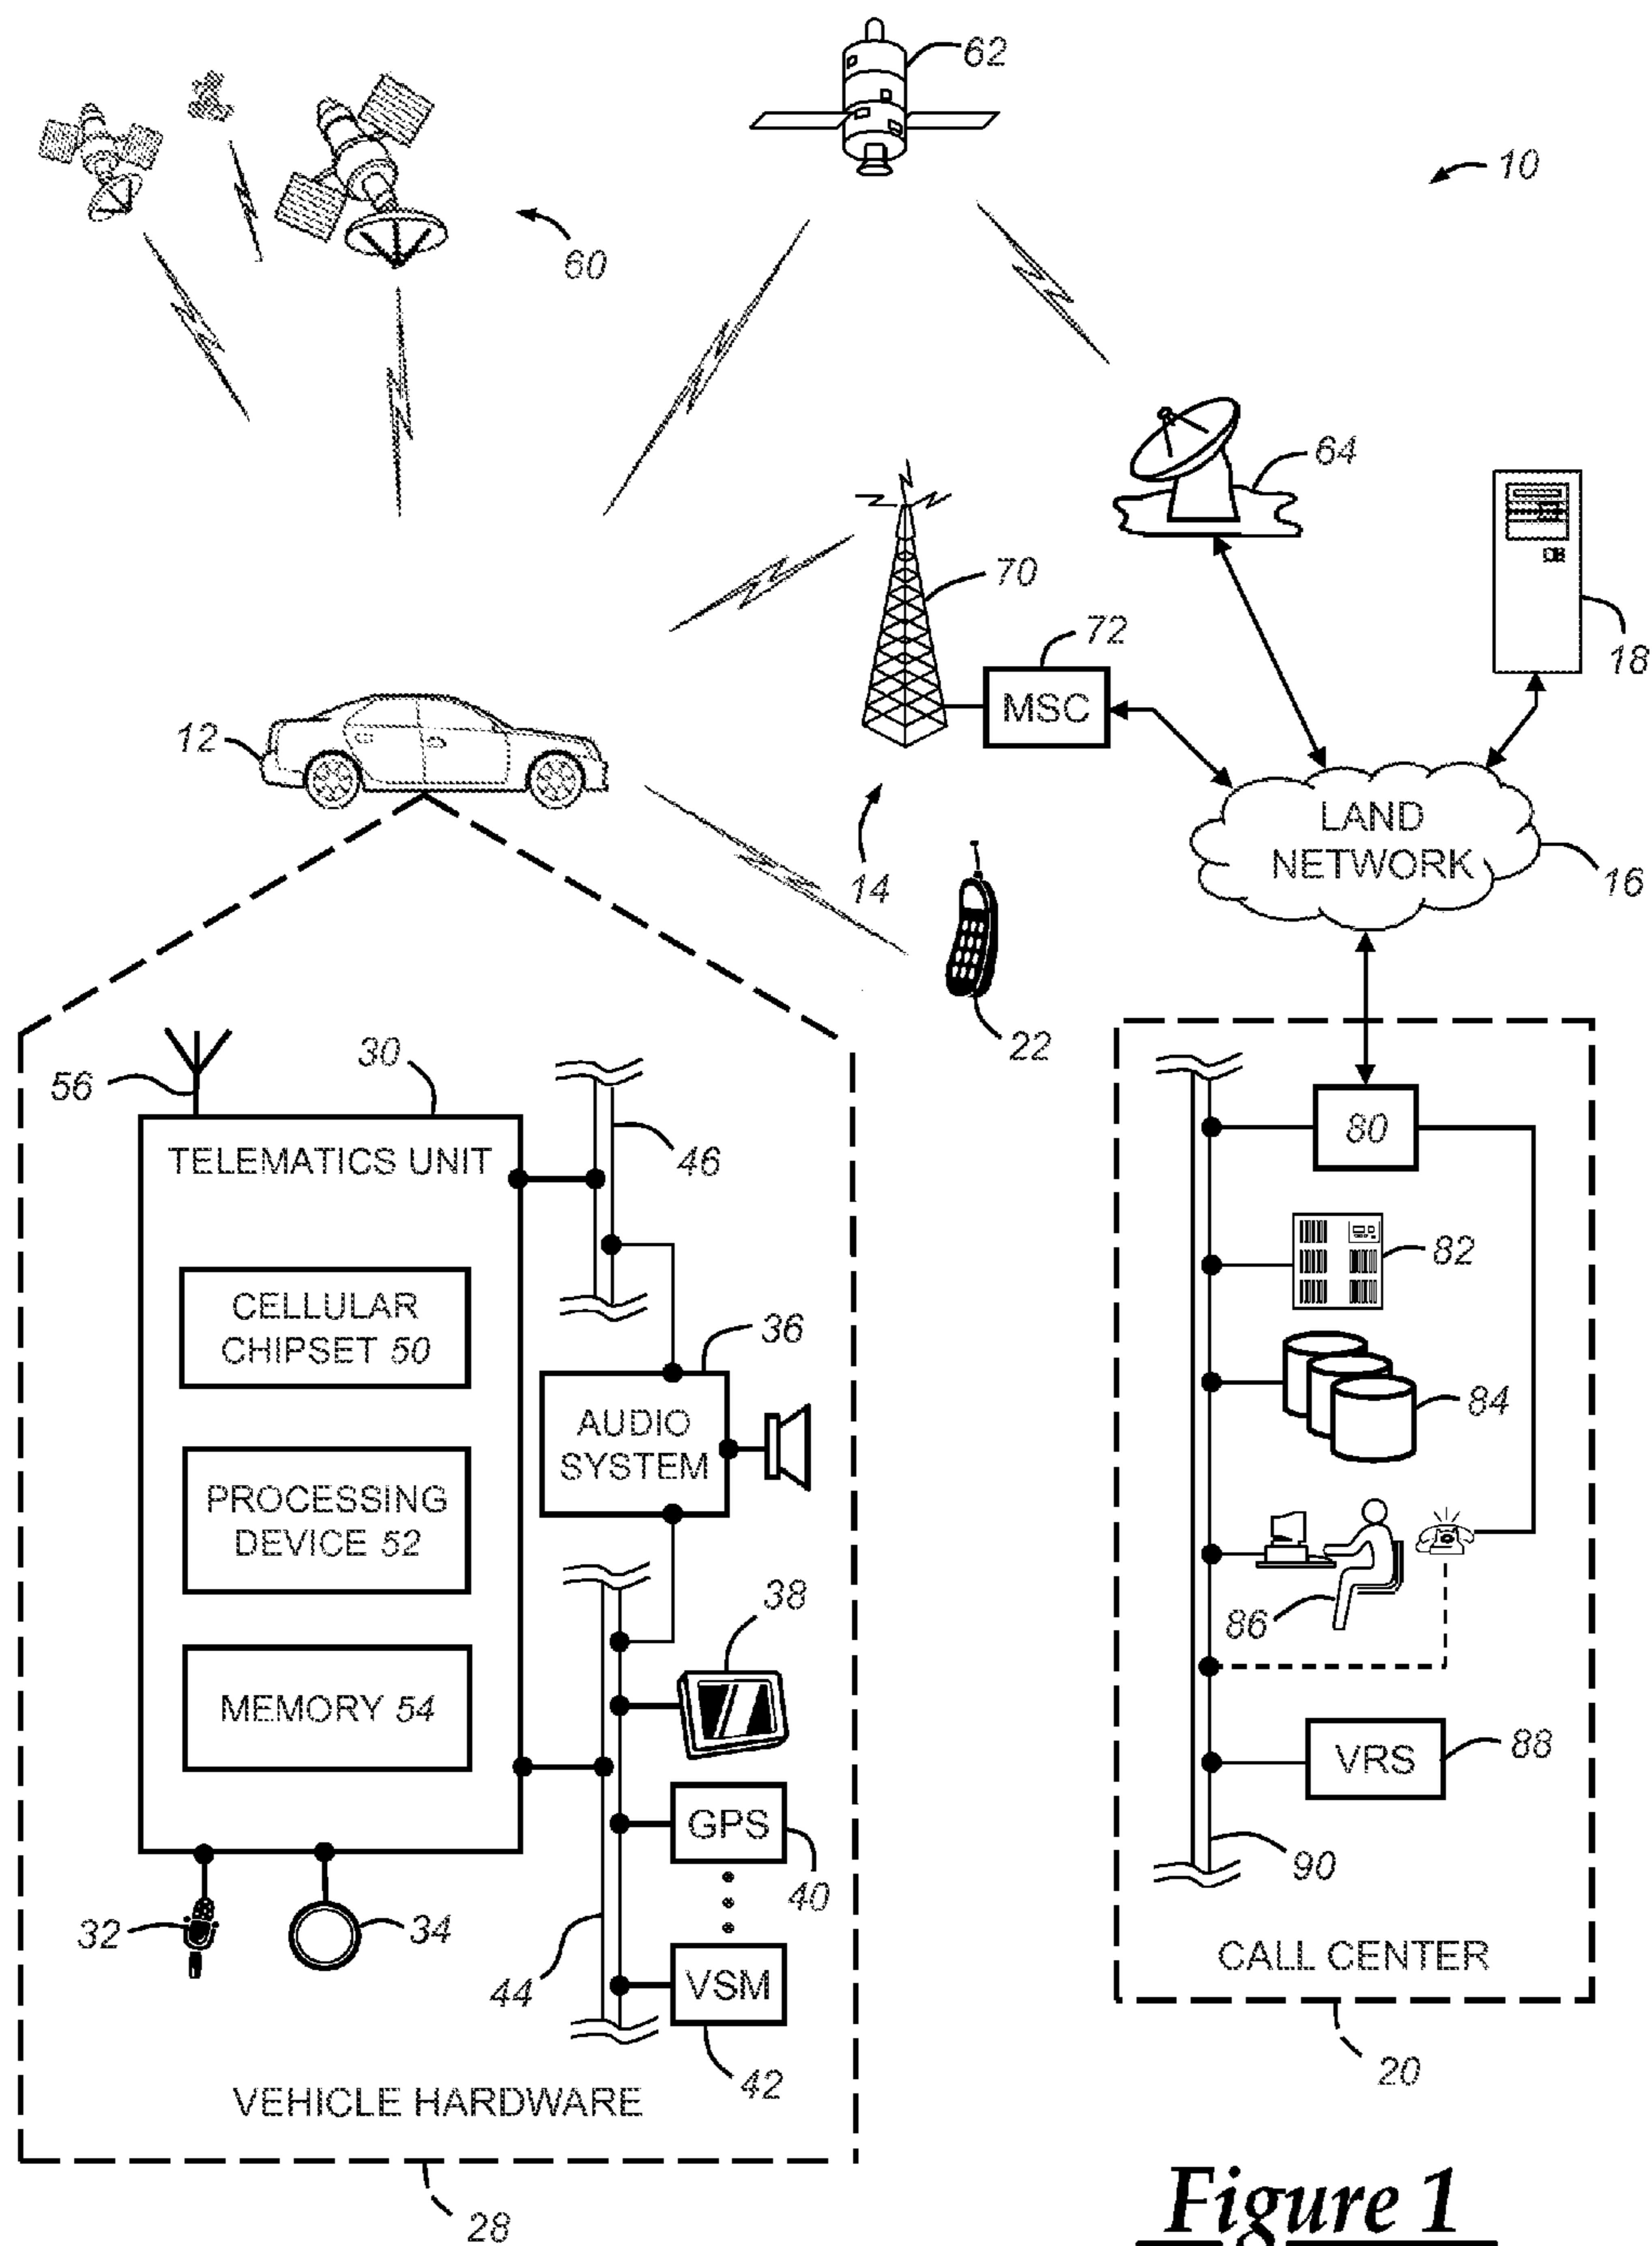 62
10
60
64
70
18
72
MSC
12
LAND
NETWORK
14
16
22
30
56
TELEMATICS UNIT
46
80
82
CELLULAR
CHIPSET 50
36
AUDIO
SYSTEM
84
PROCESSING
DEVICE 52
38
86
MEMORY 54
VRS
88
GPS
40
90
32
34
44
VSM
CALL CENTER
42
20
VEHICLE HARDWARE
28
Figure 1